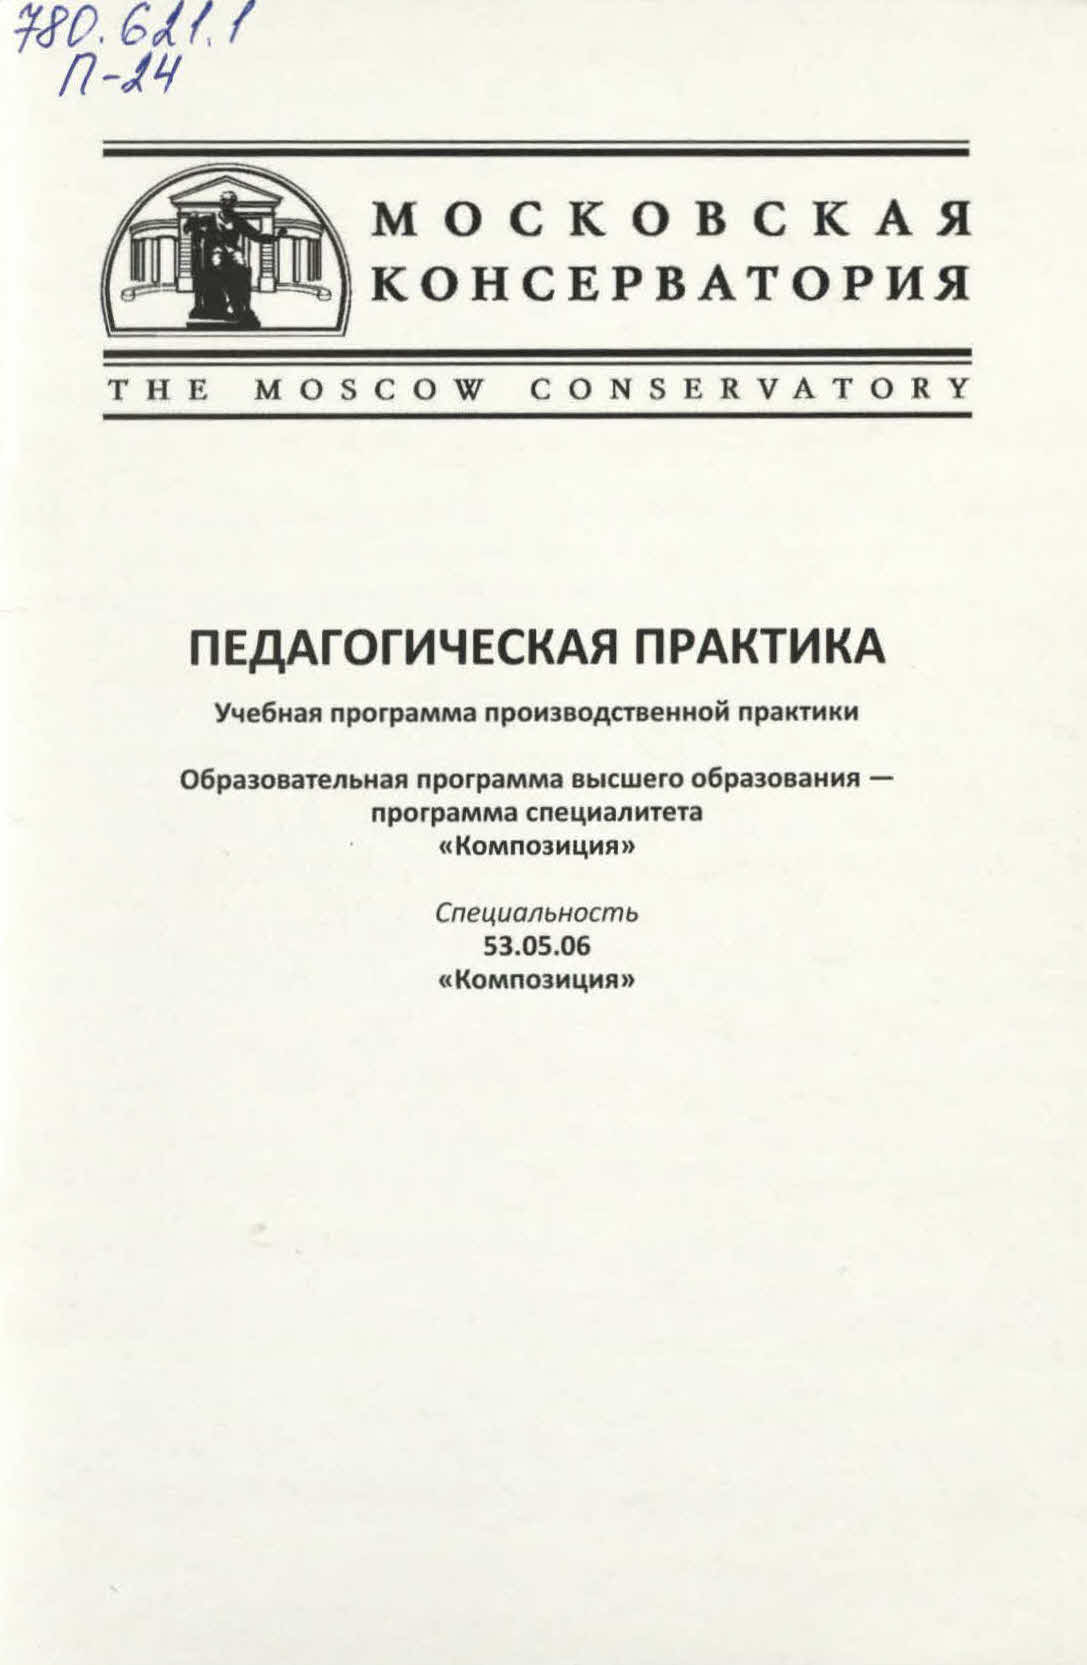 780.621.1
П-24
МОСКОВСКАЯ
КОНСЕРВАТОРИЯ
THE MOSCOW CONSERVATORY
ПЕДАГОГИЧЕСКАЯ ПРАКТИКА
Учебная программа производственной практики
Образовательная программа высшего образования —
программа специалитета
«Композиция»
Специальность
53.05.06
«Композиция»